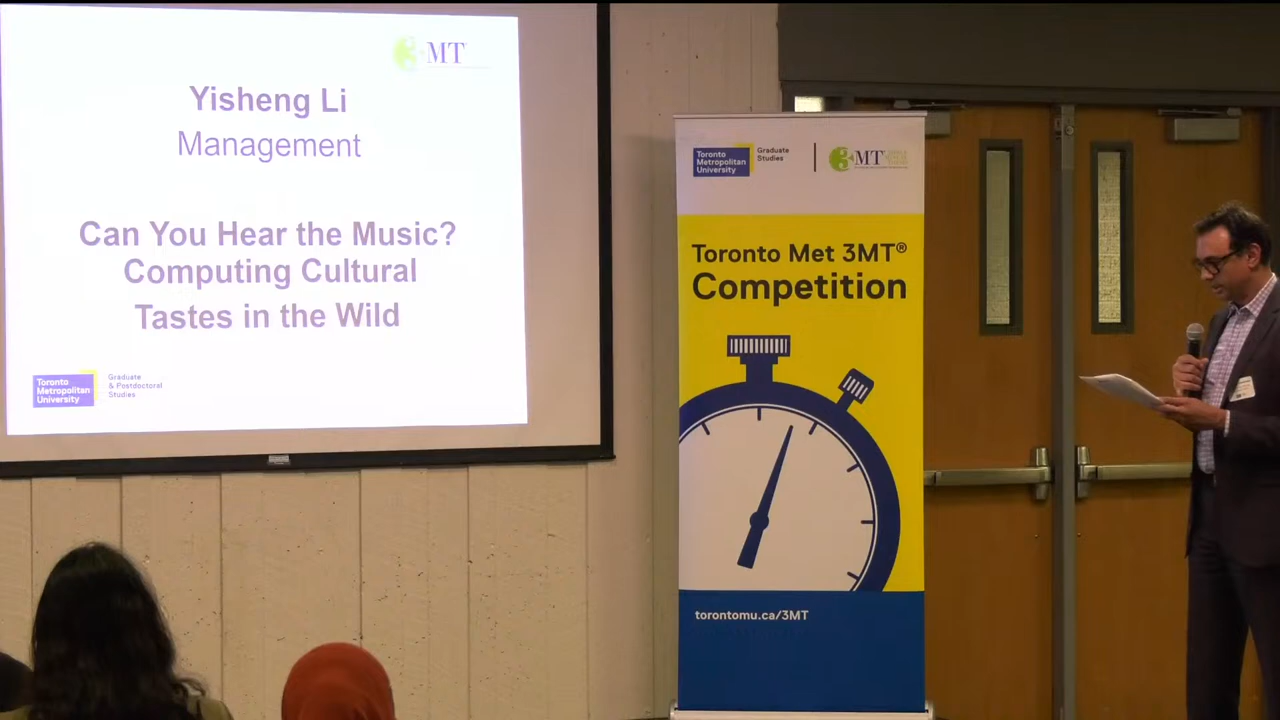 3MT
Yisheng Li
Management
Can You Hear the Music?
Computing Cultural
Tastes in the Wild
Toronto
Metropolitan
University
Graduate
& Postdoctoral
Studies
Toronto
Metropolitan
University
Graduate
Studies
3MT
Toronto Met 3MT®
Competition
torontomu.ca/3MT